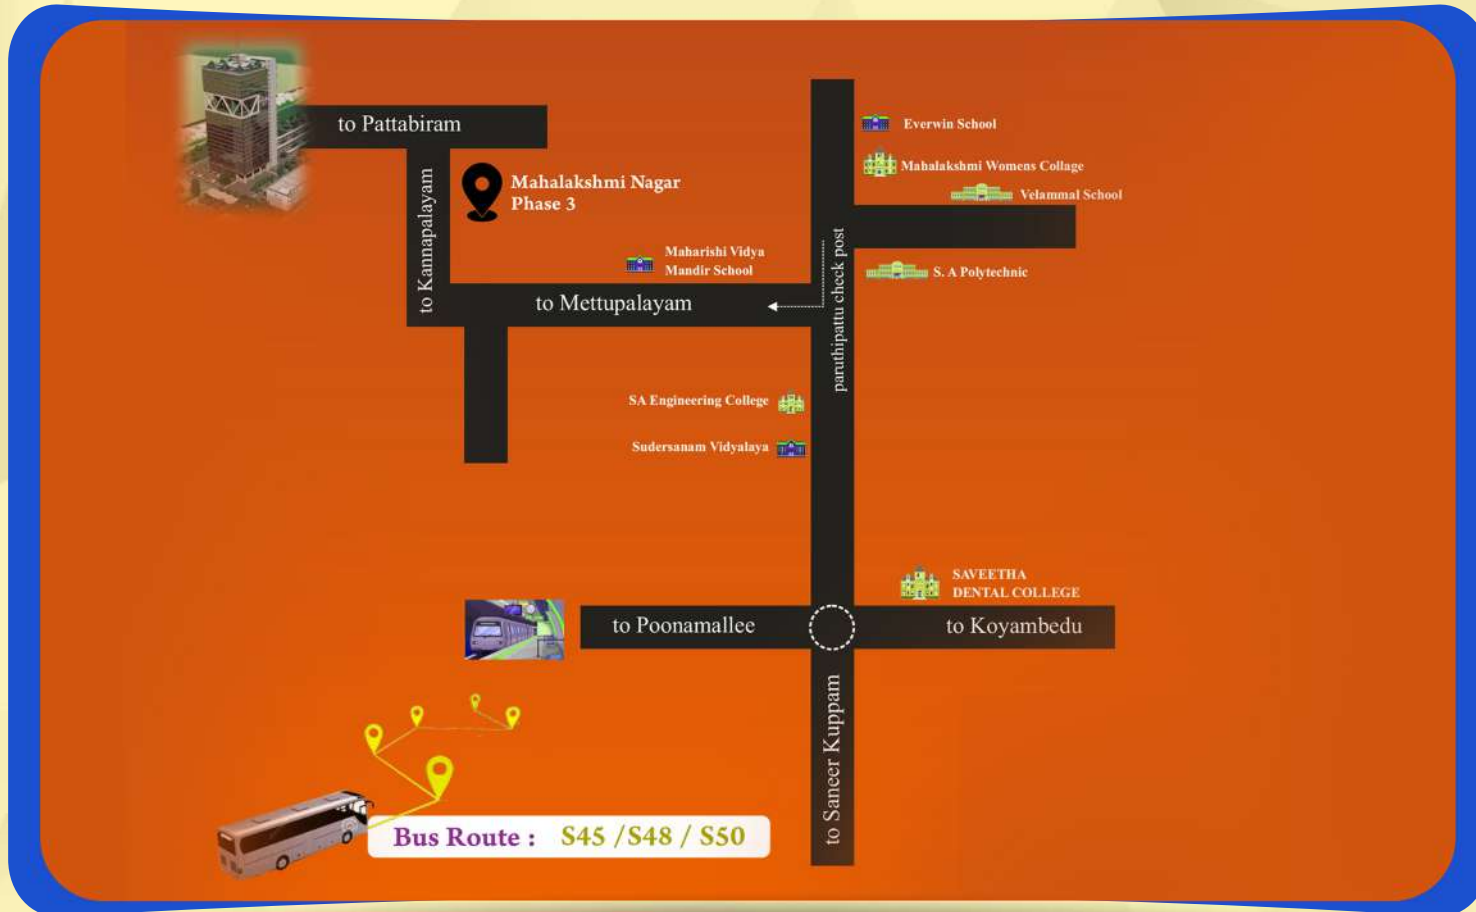 to Pattabiram
Everwin School
Mahalakshmi Womens Collage
Velammal School
to Kannapalayam
Mahalakshmi Nagar
Phase 3
Maharishi Vidya
Mandir School
paruthipattu check post
S. A Polytechnic
to Mettupalayam
SA Engineering College
Sudersanam Vidyalaya
SAVEETHA
DENTAL COLLEGE
to Poonamallee
to Koyambedu
to Saneer Kuppam
Bus Route : S45 /S48 / S50